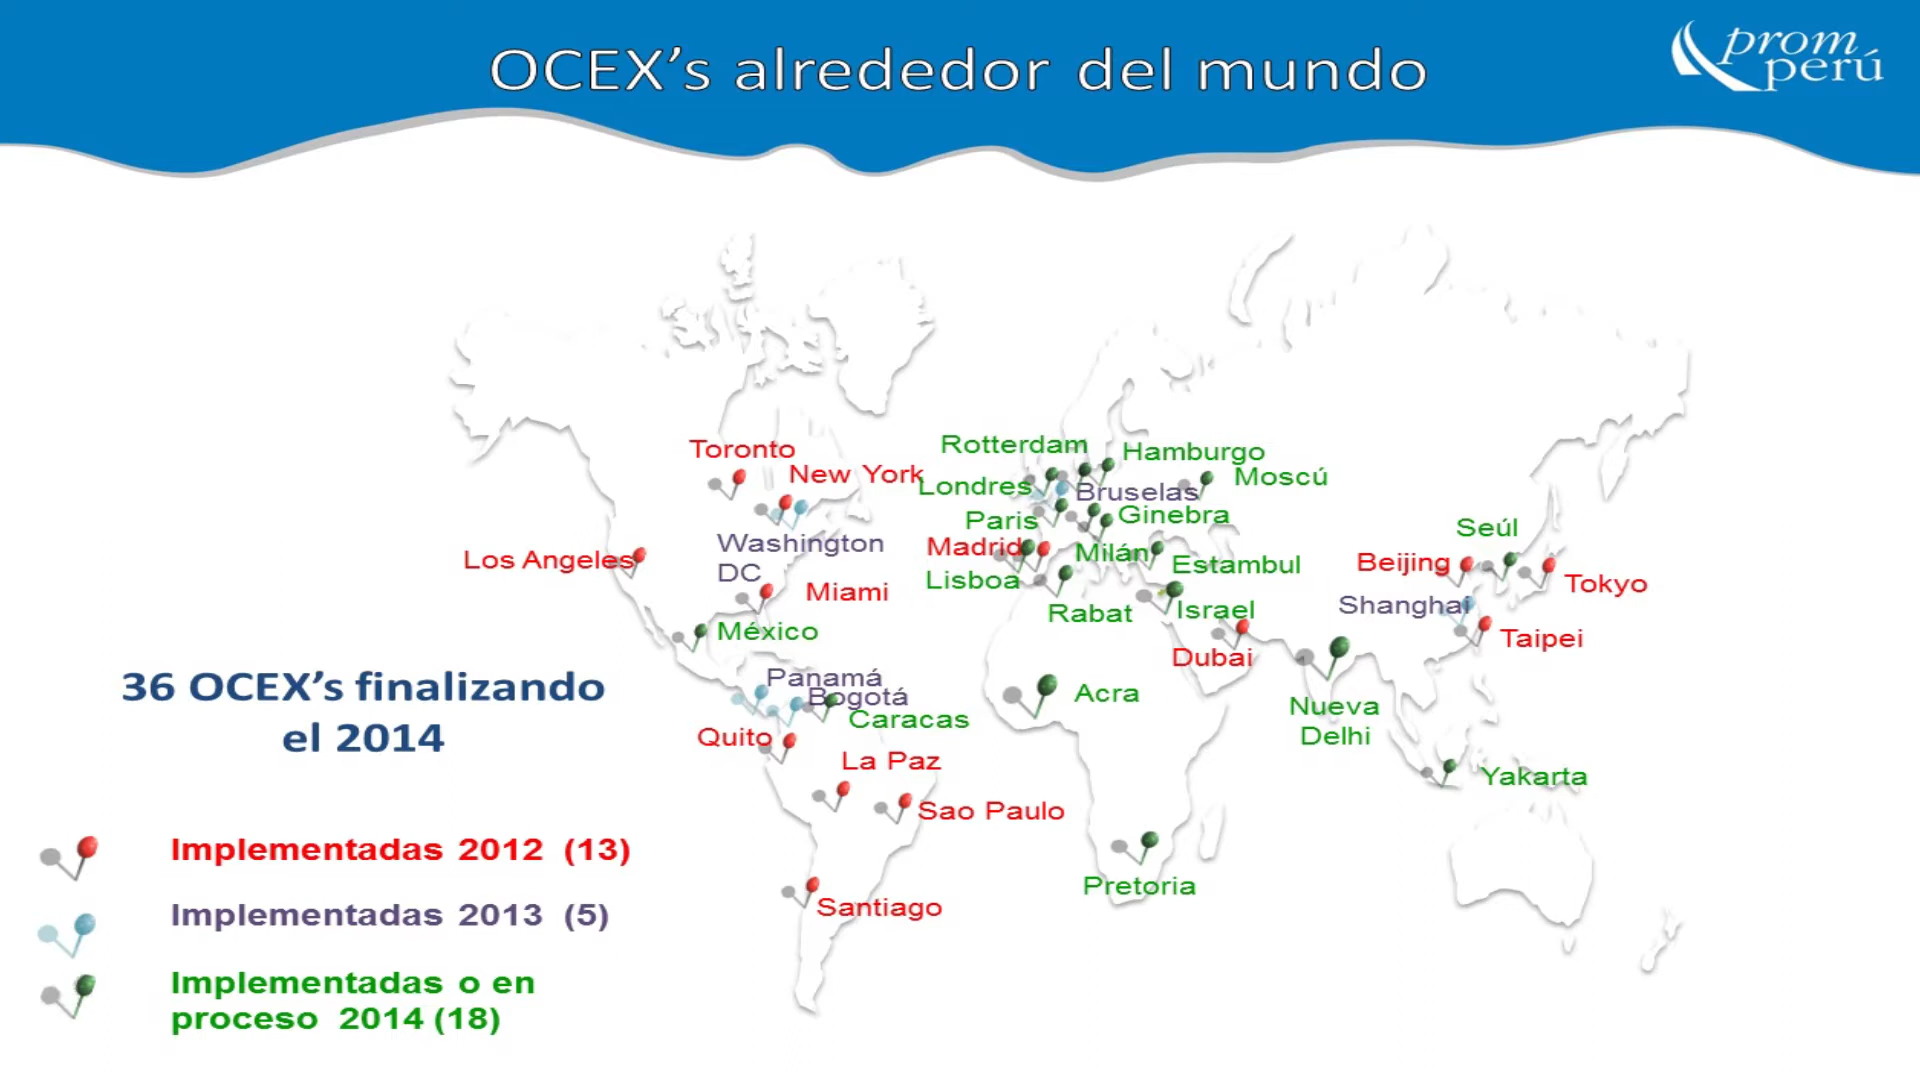 OCEX’s alrededor del mundo
prom
perú
Toronto
New York
Rotterdam
Hamburgo
Londres
Bruselas
Moscú
Paris
Ginebra
Seúl
Washington
DC
Los Angeles
Madrid
Milán
Estambul
Beijing
Tokyo
Lisboa
Miami
Rabat
Israel
Shanghai
Taipei
México
Dubai
36 OCEX’s finalizando
el 2014
Panamá
Bogotá
Caracas
Acra
Nueva
Delhi
Quito
La Paz
Yakarta
Sao Paulo
Implementadas 2012 (13)
Pretoria
Santiago
Implementadas 2013 (5)
Implementadas o en
proceso 2014 (18)